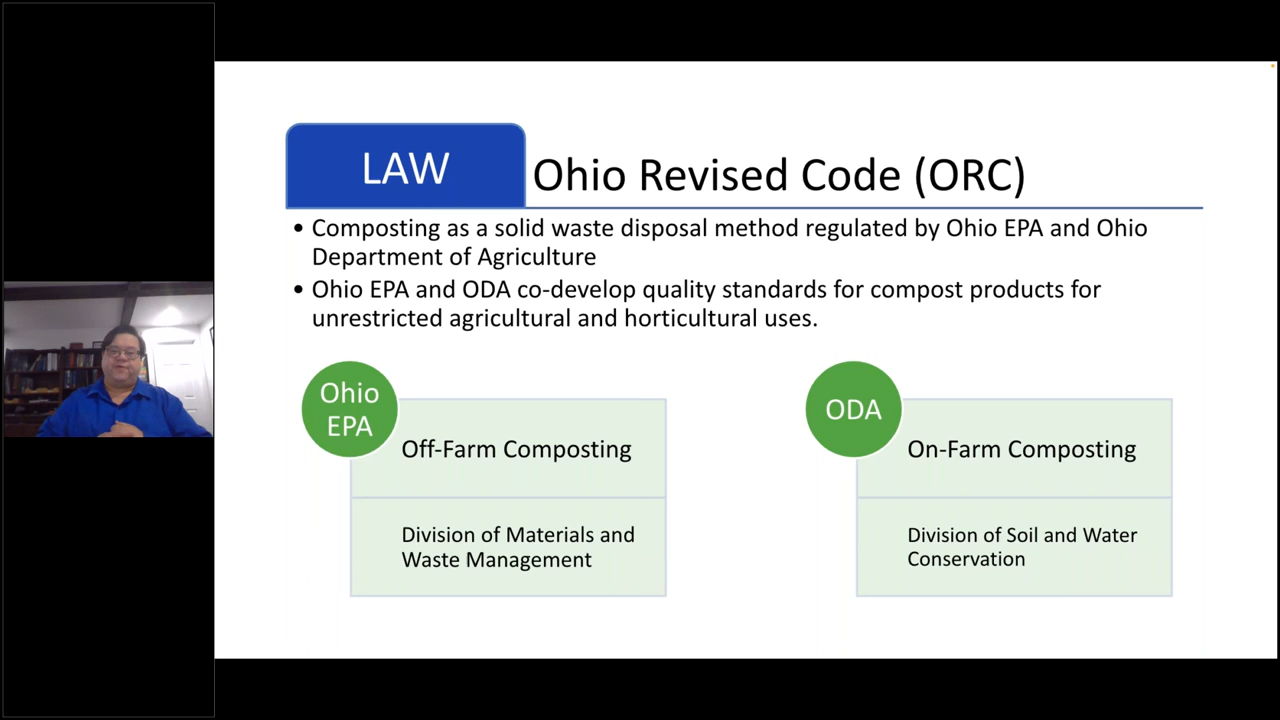 LAW
Ohio Revised Code (ORC)
• Composting as a solid waste disposal method regulated by Ohio EPA and Ohio
Department of Agriculture
• Ohio EPA and ODA co-develop quality standards for compost products for
unrestricted agricultural and horticultural uses.
Ohio
EPA
Off-Farm Composting
Division of Materials and
Waste Management
ODA
On-Farm Composting
Division of Soil and Water
Conservation